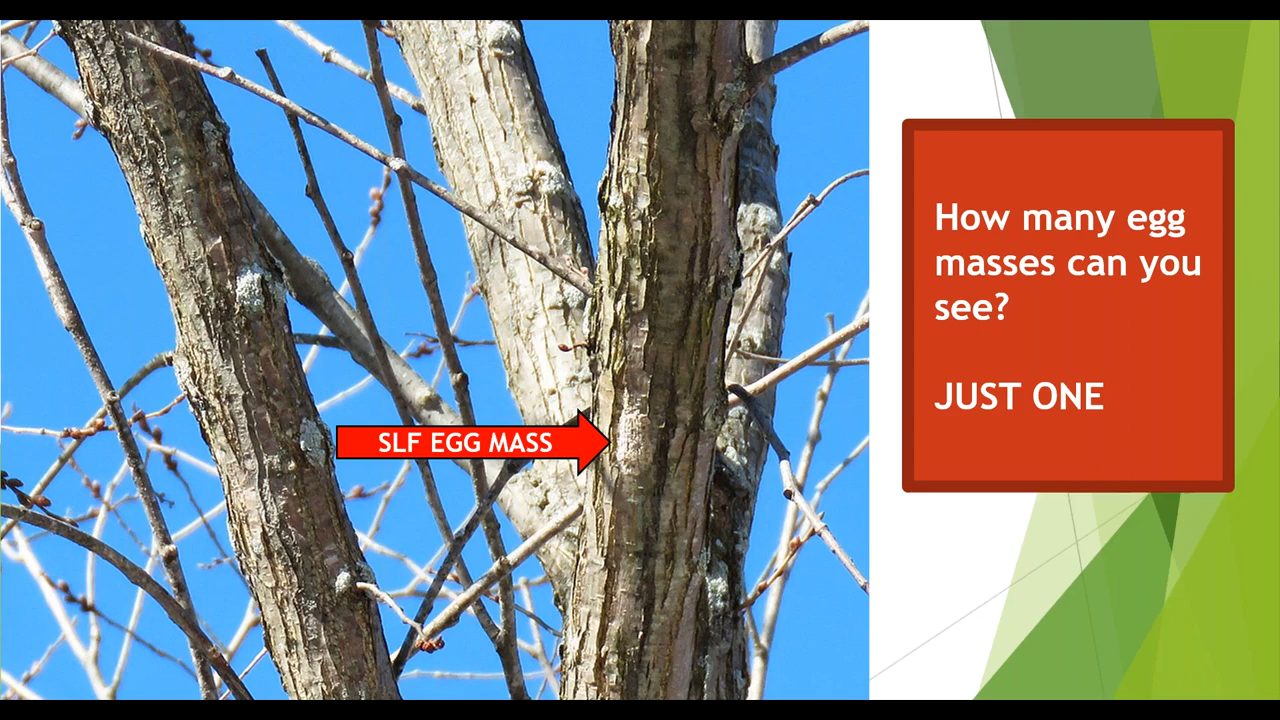 How many egg
masses can you
see?
JUST ONE
SLF EGG MASS